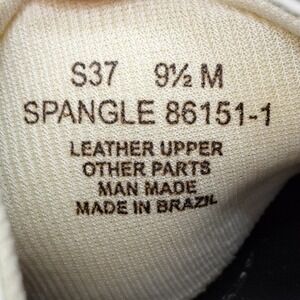 S37 9½ M
SPANGLE 86151-1
LEATHER UPPER
OTHER PARTS
MAN MADE
MADE IN BRAZIL